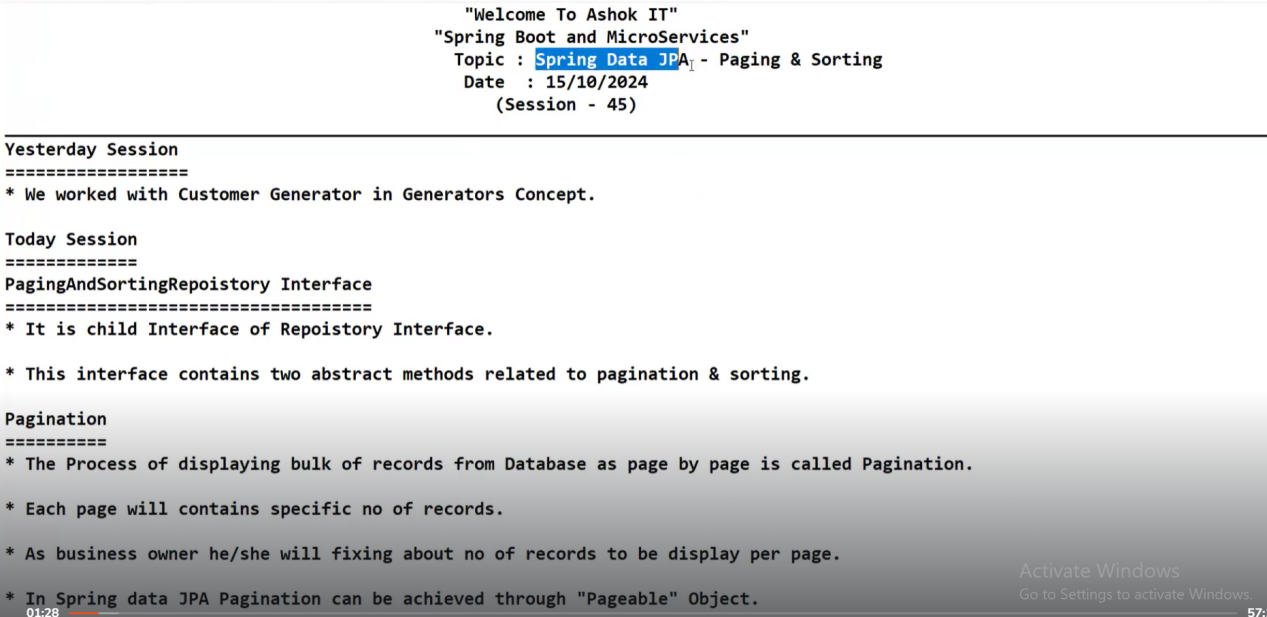 "Welcome To Ashok IT"
"Spring Boot and MicroServices"
Topic : Spring Data JPA - Paging & Sorting
Date : 15/10/2024
(Session - 45)
Yesterday Session
==================
* We worked with Customer Generator in Generators Concept.
Today Session
=============
PagingAndSortingRepoistory Interface
====================================
* It is child Interface of Repoistory Interface.
* This interface contains two abstract methods related to pagination & sorting.
Pagination
==========
* The Process of displaying bulk of records from Database as page by page is called Pagination.
* Each page will contains specific no of records.
* As business owner he/she will fixing about no of records to be display per page.
Activate Windows
Go to Settings to activate Windows.
* In Spring data JPA Pagination can be achieved through "Pageable" Object.
01:28